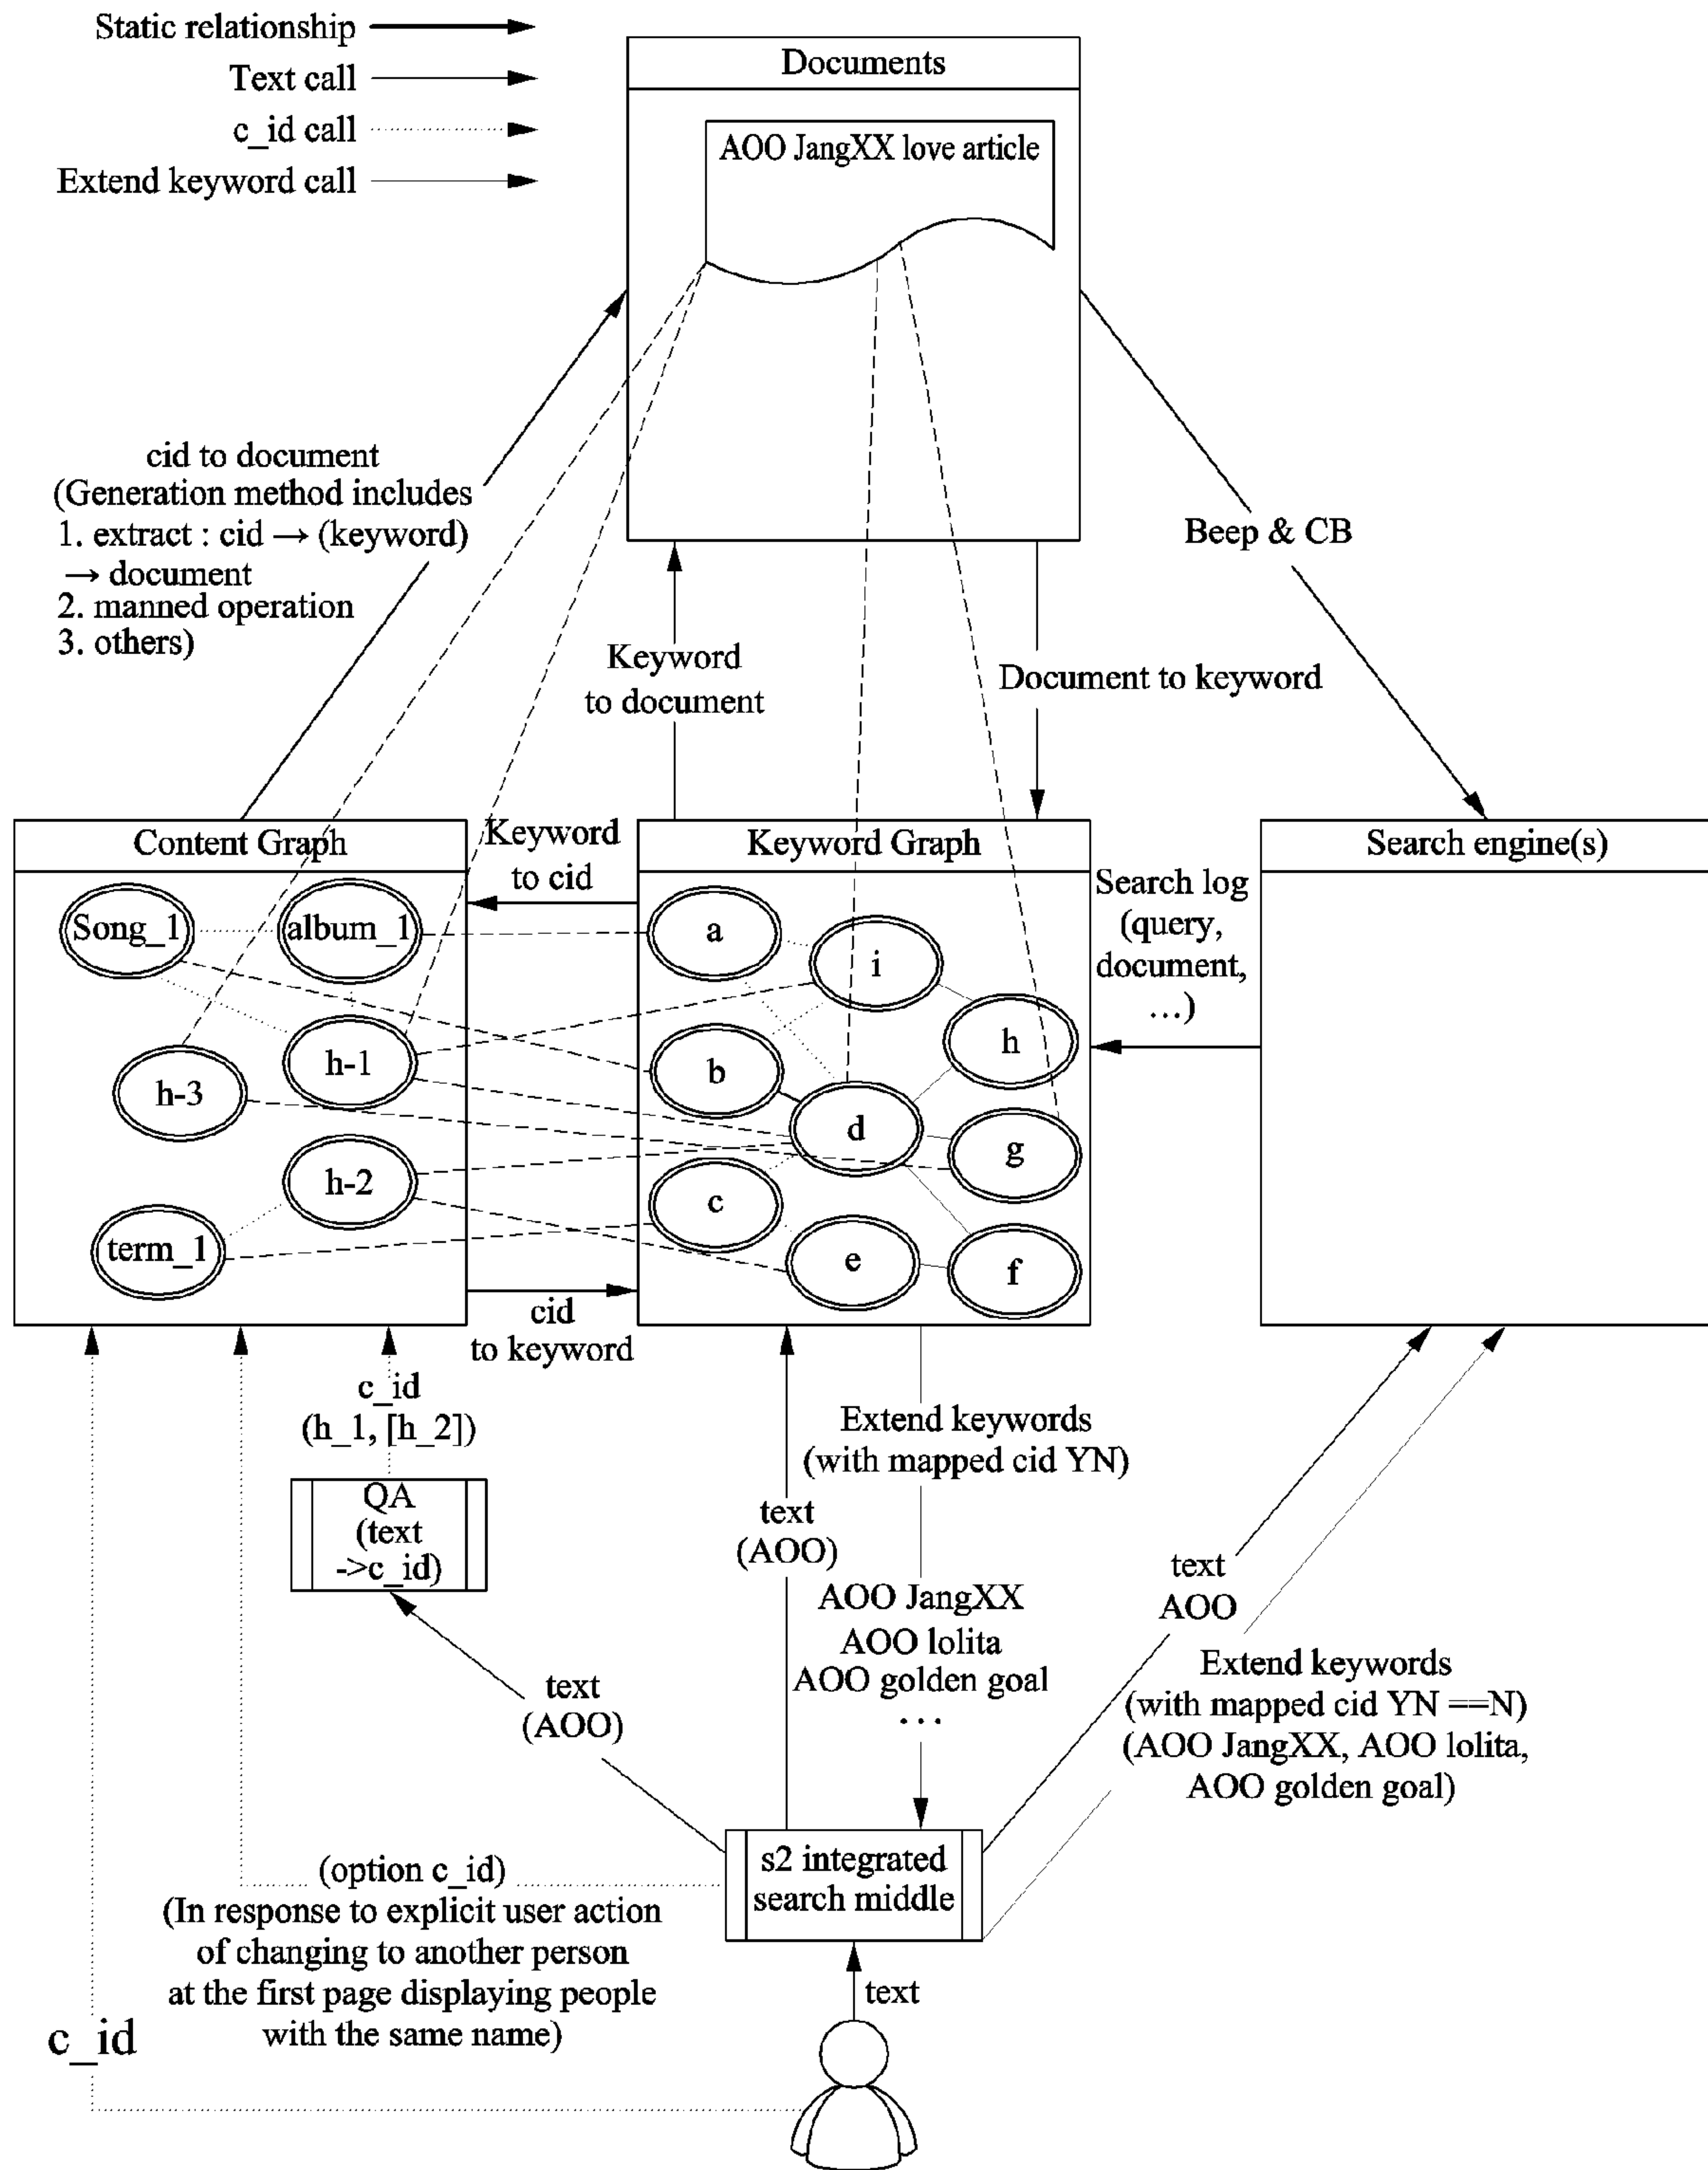 Static relationship
Text call
c_id call
Extend keyword call
Documents
AOO JangXX love article
cid to document
(Generation method includes
1. extract : cid → (keyword)
→ document
2. manned operation
3. others)
Beep & CB
Keyword
to document
Document to keyword
Content Graph
Keyword
to cid
Keyword Graph
Search engine(s)
Song_1
album_1
h-1
h-3
h-2
term_1
a
i
b
h
d
g
c
e
f
Search log
(query,
document,
...)
cid
to keyword
c_id
(h_1, [h_2])
QA
(text
->c_id)
text
(AOO)
text
(AOO)
Extend keywords
(with mapped cid YN)
AOO JangXX
AOO lolita
AOO golden goal
...
text
AOO
Extend keywords
(with mapped cid YN ==N)
(AOO JangXX, AOO lolita,
AOO golden goal)
s2 integrated
search middle
(option c_id)
(In response to explicit user action
of changing to another person
at the first page displaying people
with the same name)
c_id
text